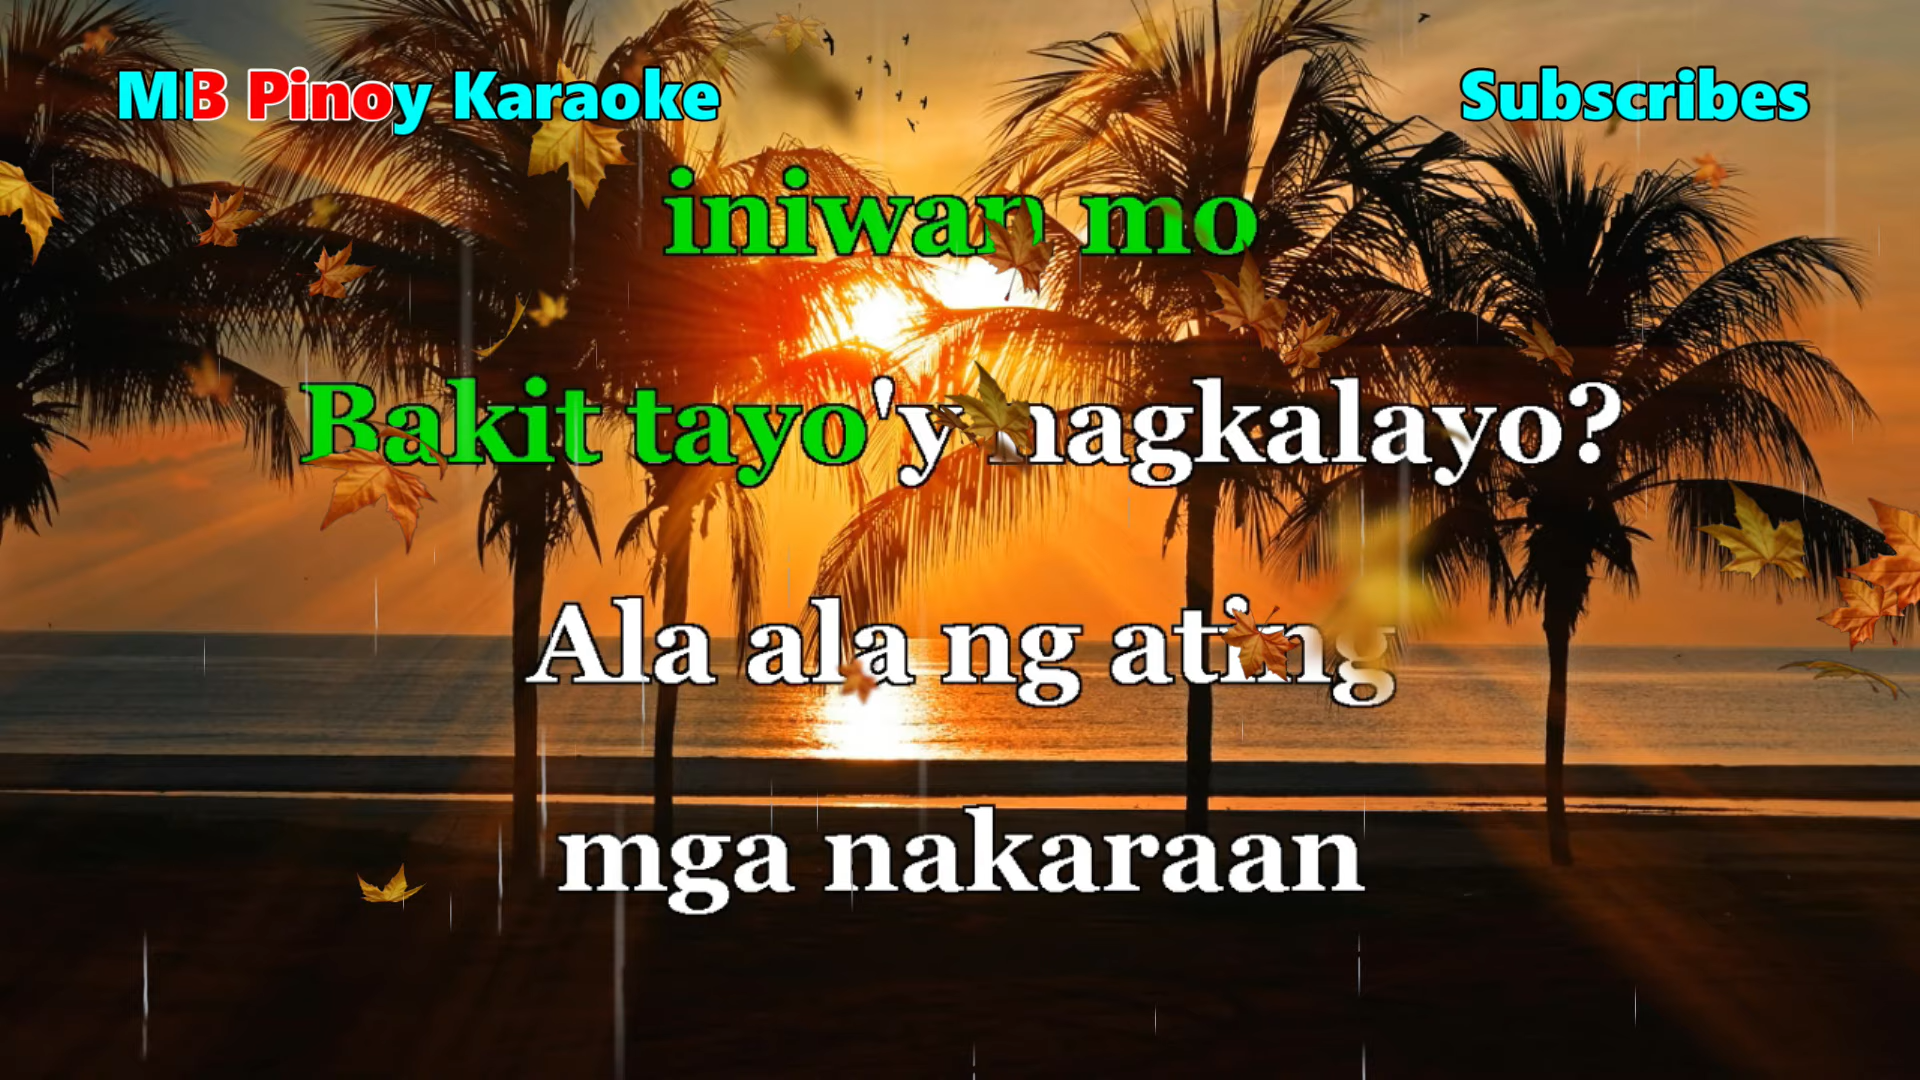 MB Pinoy Karaoke
Subscribes
iniwan mo
Bakit tayo'y nagkalayo?
Ala ala ng ating
mga nakaraan